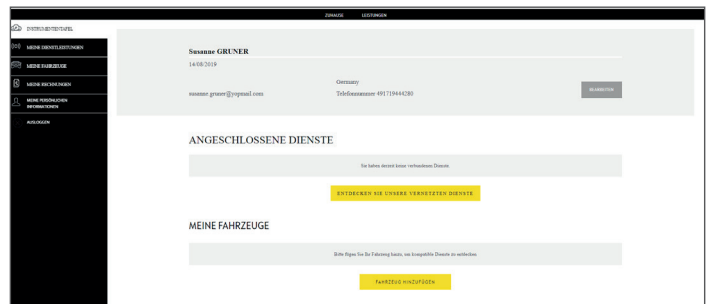 ZUHAUSE LEISTUNGEN
INSTRUMENTENTAFEL
MEINE DIENSTLEISTUNGEN
MEINE FAHRZEUGE
MEINE RECHNUNGEN
MEINE PERSÖNLICHEN
INFORMATIONEN
AUSLOGGEN
Susanne GRUNER
14/08/2019
Germany
susanne.gruner@yopmail.com
Telefonnummer 491719444280
BEARBEITEN
ANGESCHLOSSENE DIENSTE
Sie haben derzeit keine verbundenen Dienste
ENTDECKEN SIE UNSERE VERNETZTEN DIENSTE
MEINE FAHRZEUGE
Bitte fügen Sie Ihr Fahrzeug hinzu, um kompatible Dienste zu entdecken
FAHRZEUG HINZUFÜGEN